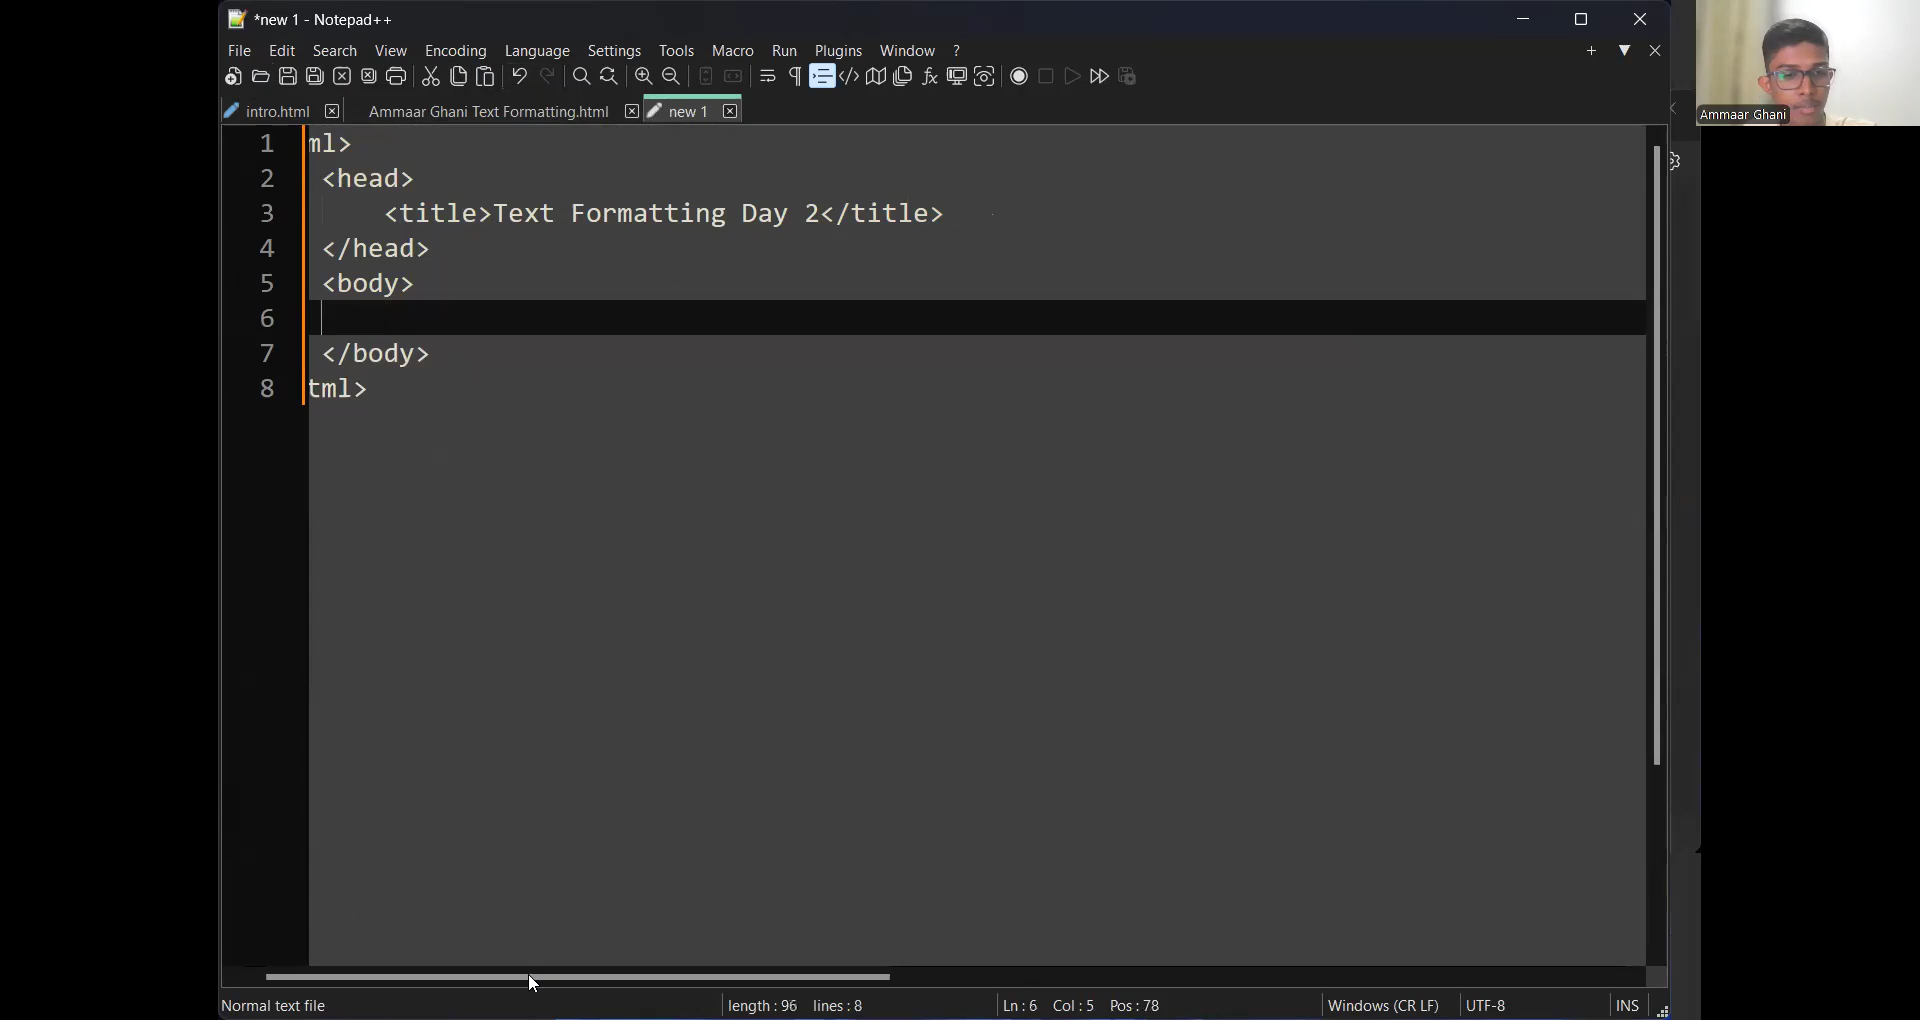 *new 1 - Notepad++
File Edit Search View Encoding Language Settings Tools Macro Run Plugins Window ?
intro.html Ammaar Ghani Text Formatting.html new 1
Ammaar Ghani
1 ml>
2 <head>
3 <title>Text Formatting Day 2</title>
4 </head>
5 <body>
6
7 </body>
8 tml>
Normal text file length : 96 lines : 8 Ln : 6 Col : 5 Pos : 78 Windows (CR LF) UTF-8 INS